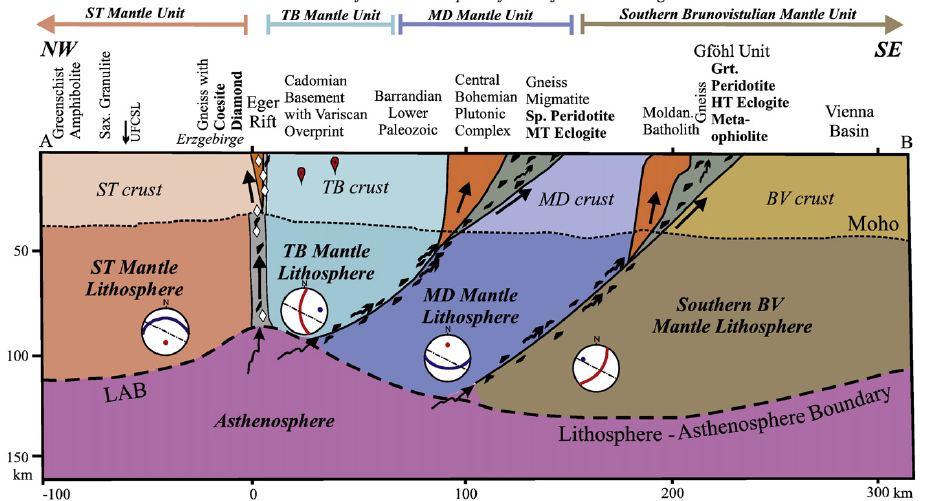 ST Mantle Unit
TB Mantle Unit
MD Mantle Unit
Southern Brunovistulian Mantle Unit
NW
SE
Greenschist
Amphibolite
Sax. Granulite
UFCSL
Gneiss with
Coesite
Diamond
Erzgebirge
Eger
Rift
Cadomian
Basement
with Variscan
Overprint
Barrandian
Lower
Paleozoic
Central
Bohemian
Plutonic
Complex
Gneiss
Migmatite
Sp. Peridotite
MT Eclogite
Moldan.
Batholith
Gföhl Unit
Gneiss
Grt.
Peridotite
HT Eclogite
Meta-
ophiolite
Vienna
Basin
A
B
ST crust
TB crust
MD crust
BV crust
Moho
50
ST Mantle
Lithosphere
TB Mantle
Lithosphere
MD Mantle
Lithosphere
Southern BV
Mantle Lithosphere
N
N
N
N
100
LAB
Asthenosphere
Lithosphere - Asthenosphere Boundary
150
km
-100
0
100
200
300 km